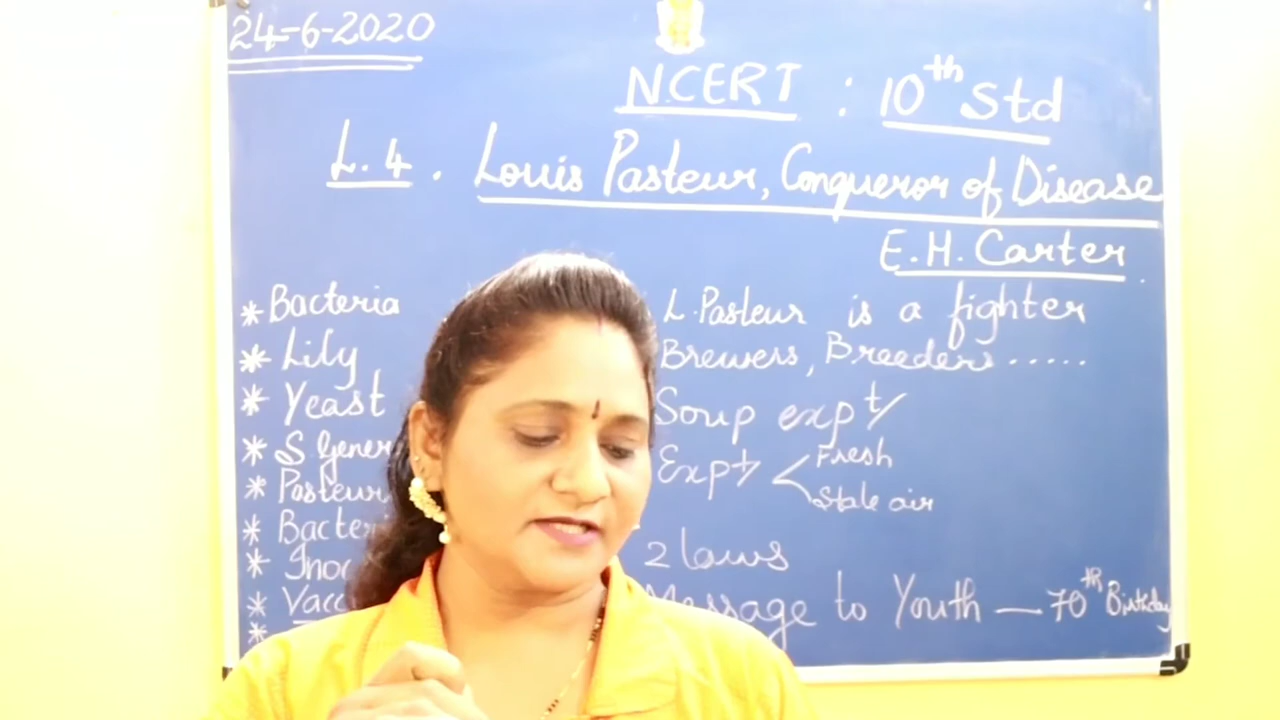 24-6-2020
NCERT : 10th Std
L. 4. Louis Pasteur, Conqueror of Disease
E.H. Carter
* Bacteria
* Lily
* Yeast
* S Gener
* Pasteur
* Bacter
* Inoc
* Vacc
*
L. Pasteur is a fighter
Brewers, Breeders .....
Soup expt/
Expt/ < Fresh
Stale air
2 laws
Message to Youth — 70th Birthday